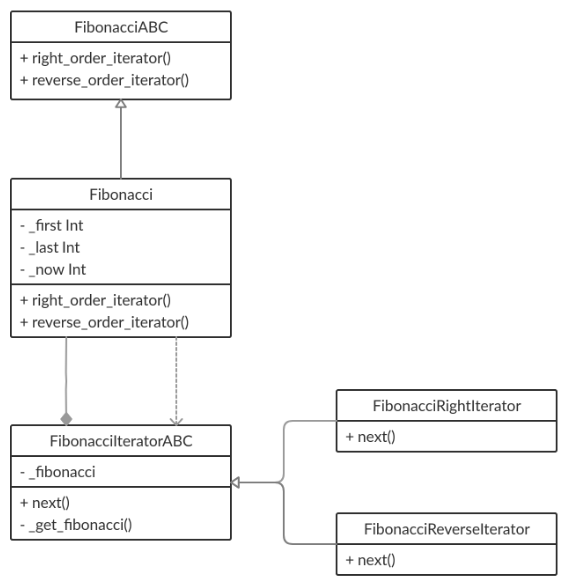 FibonacciABC
+ right_order_iterator()
+ reverse_order_iterator()
Fibonacci
- _first Int
- _last Int
- _now Int
+ right_order_iterator()
+ reverse_order_iterator()
FibonacciIteratorABC
- _fibonacci
+ next()
- _get_fibonacci()
FibonacciRightIterator
+ next()
FibonacciReverseIterator
+ next()